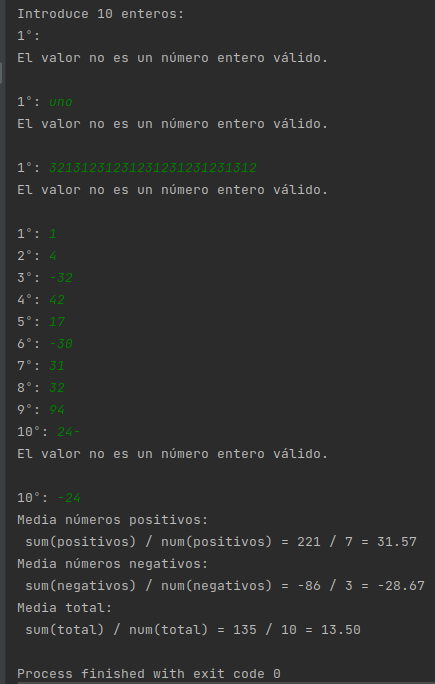 Introduce 10 enteros:
1°:
El valor no es un número entero válido.
1°: uno
El valor no es un número entero válido.
1°: 32131231231231231231231312
El valor no es un número entero válido.
1°: 1
2°: 4
3°: -32
4°: 42
5°: 17
6°: -30
7°: 31
8°: 32
9°: 94
10°: 24-
El valor no es un número entero válido.
10°: -24
Media números positivos:
sum(positivos) / num(positivos) = 221 / 7 = 31.57
Media números negativos:
sum(negativos) / num(negativos) = -86 / 3 = -28.67
Media total:
sum(total) / num(total) = 135 / 10 = 13.50
Process finished with exit code 0